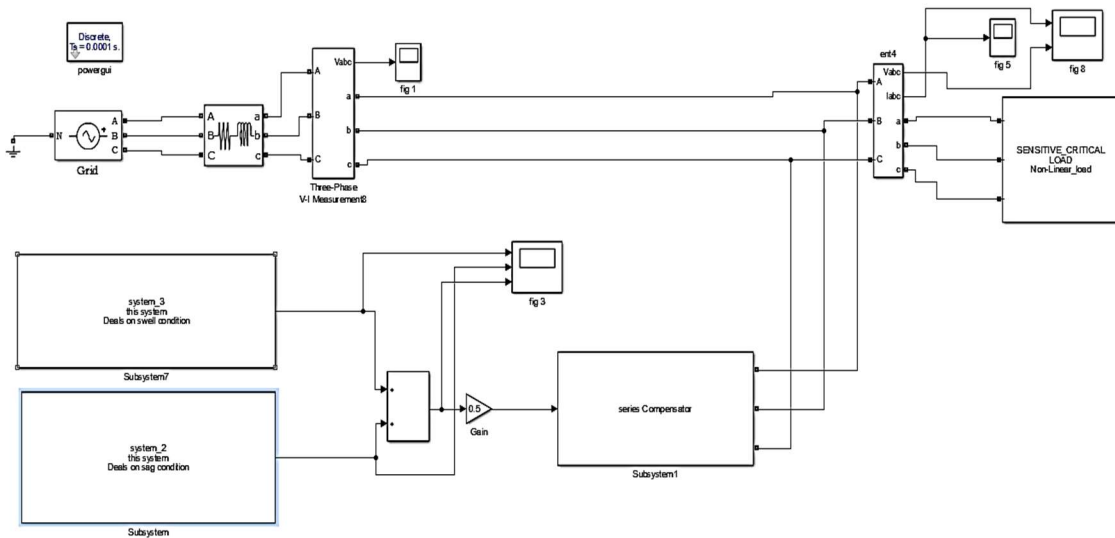 Discrete,
Ts = 0.0001 s.
powergui
N
A
B
C
Grid
A
B
C
a
b
c
A
B
C
Vabc
a
b
c
Three-Phase
V-I Measurement8
fig 1
ent4
A
B
C
Vabc
Iabc
a
b
c
fig 5
fig 8
SENSITIVE_CRITICAL
LOAD
Non-Linear_load
system_3
this system
Deals on swell condition
Subsystem7
fig 3
system_2
this system
Deals on sag condition
Subsystem
+
+
0.5
Gain
series Compensator
Subsystem1